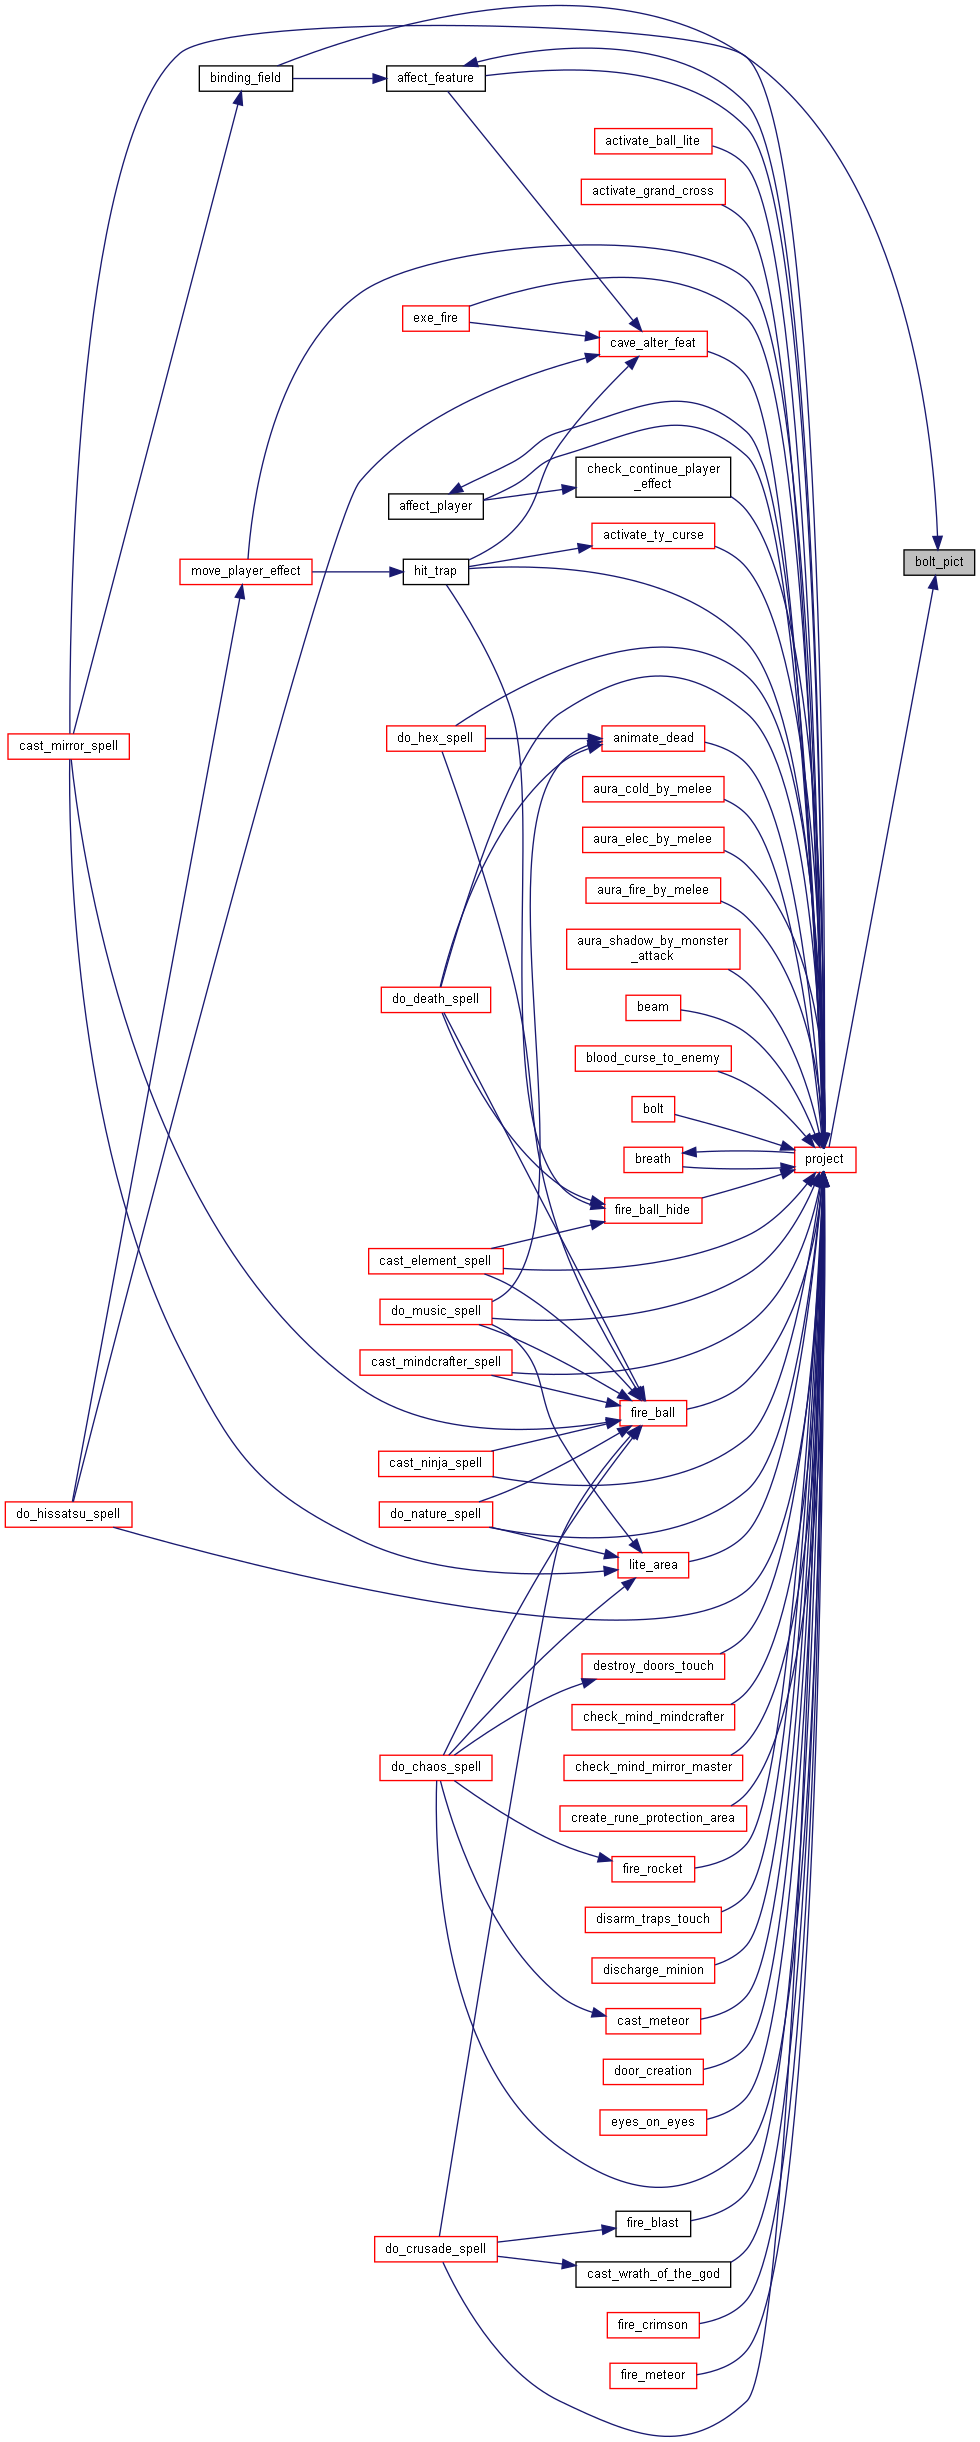 binding_field
affect_feature
activate_ball_lite
activate_grand_cross
exe_fire
cave_alter_feat
check_continue_player
_effect
affect_player
activate_ty_curse
bolt_pict
move_player_effect
hit_trap
cast_mirror_spell
do_hex_spell
animate_dead
aura_cold_by_melee
aura_elec_by_melee
aura_fire_by_melee
aura_shadow_by_monster
_attack
do_death_spell
beam
blood_curse_to_enemy
bolt
breath
project
fire_ball_hide
cast_element_spell
do_music_spell
cast_mindcrafter_spell
fire_ball
cast_ninja_spell
do_hissatsu_spell
do_nature_spell
lite_area
destroy_doors_touch
check_mind_mindcrafter
do_chaos_spell
check_mind_mirror_master
create_rune_protection_area
fire_rocket
disarm_traps_touch
discharge_minion
cast_meteor
door_creation
eyes_on_eyes
fire_blast
do_crusade_spell
cast_wrath_of_the_god
fire_crimson
fire_meteor